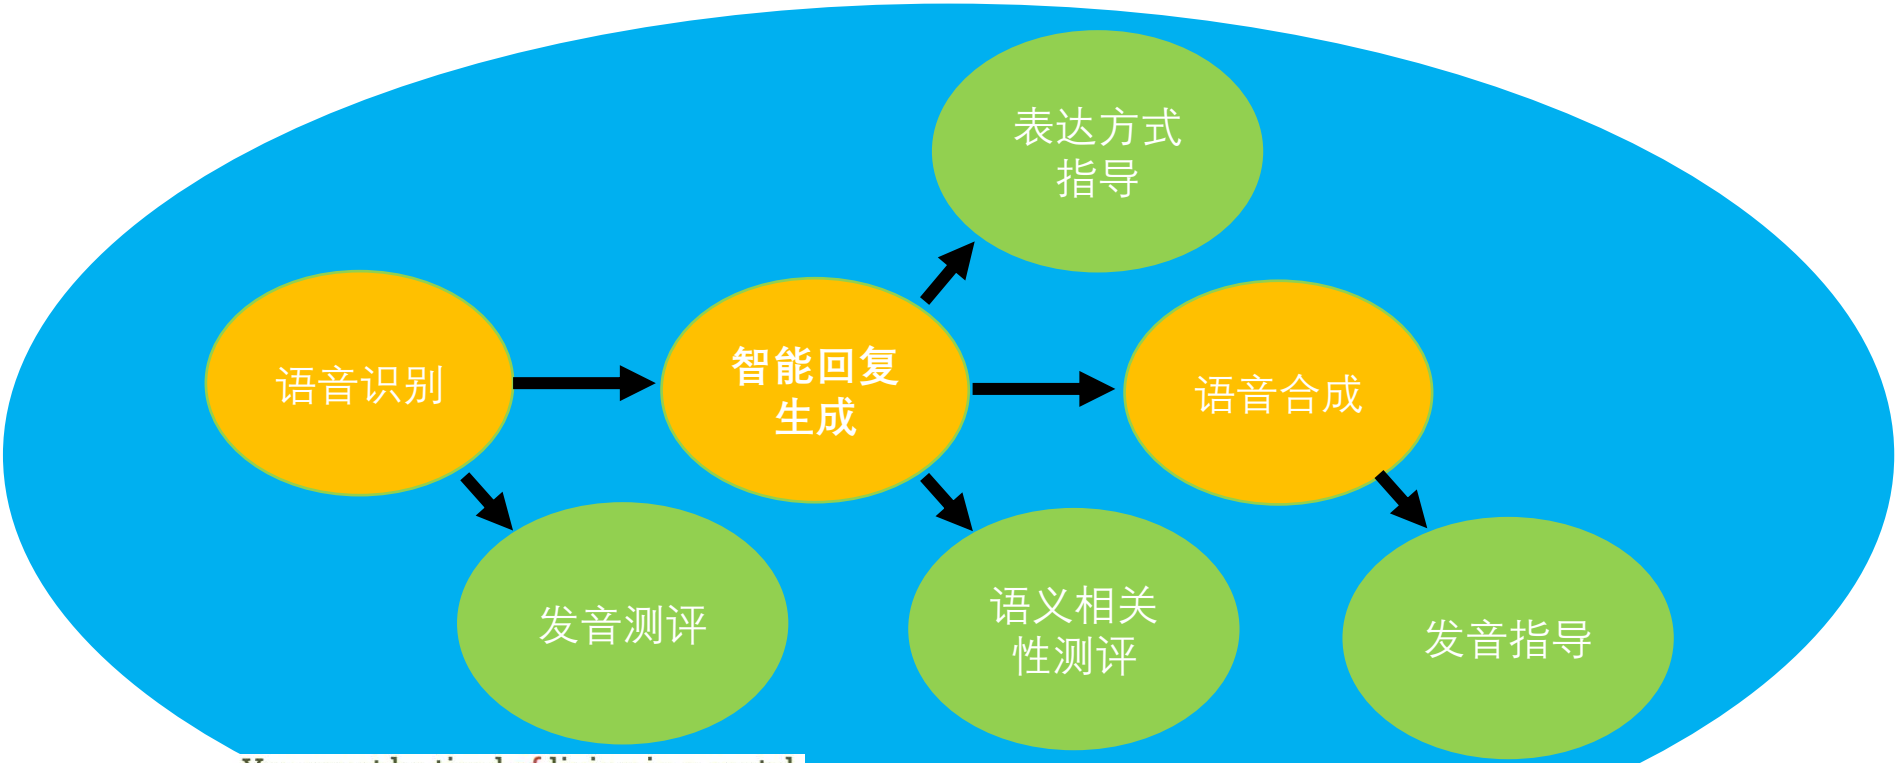 表达方式
指导
语音识别
智能回复
生成
语音合成
发音测评
语义相关
性测评
发音指导